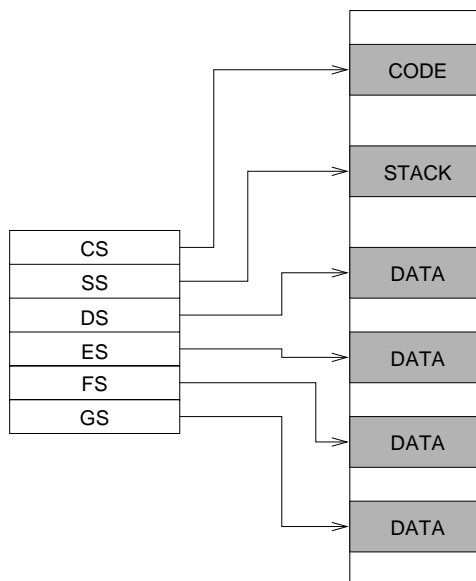 CS
SS
DS
ES
FS
GS
CODE
STACK
DATA
DATA
DATA
DATA